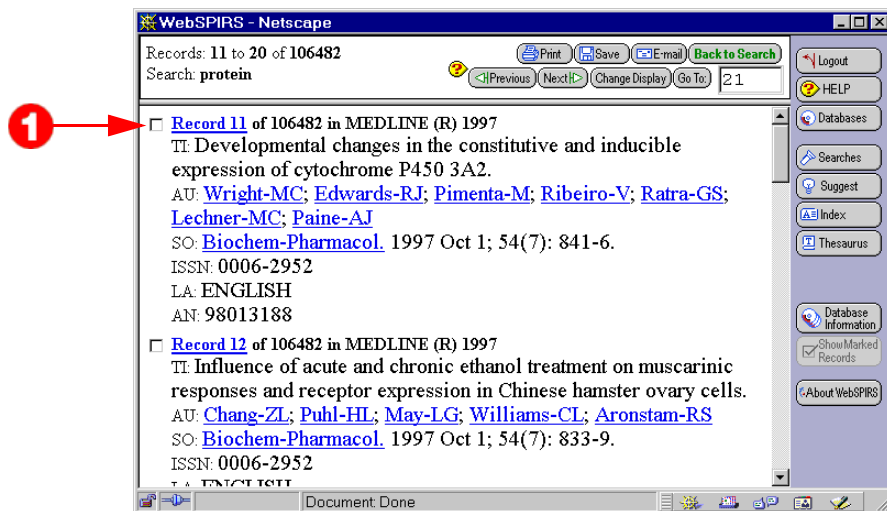 WebSPIRS - Netscape
Records: 11 to 20 of 106482
Search: protein
Print Save E-mail Back to Search
? Previous Next Change Display Go To: 21
Logout
? HELP
Databases
Searches
Suggest
Index
Thesaurus
Database
Information
Show Marked
Records
About WebSPIRS
1
Record 11 of 106482 in MEDLINE (R) 1997
TI: Developmental changes in the constitutive and inducible
expression of cytochrome P450 3A2.
AU: Wright-MC; Edwards-RJ; Pimenta-M; Ribeiro-V; Ratra-GS;
Lechner-MC; Paine-AJ
SO: Biochem-Pharmacol. 1997 Oct 1; 54(7): 841-6.
ISSN: 0006-2952
LA: ENGLISH
AN: 98013188
Record 12 of 106482 in MEDLINE (R) 1997
TI: Influence of acute and chronic ethanol treatment on muscarinic
responses and receptor expression in Chinese hamster ovary cells.
AU: Chang-ZL; Puhl-HL; May-LG; Williams-CL; Aronstam-RS
SO: Biochem-Pharmacol. 1997 Oct 1; 54(7): 833-9.
ISSN: 0006-2952
LA: ENGLISH
Document: Done